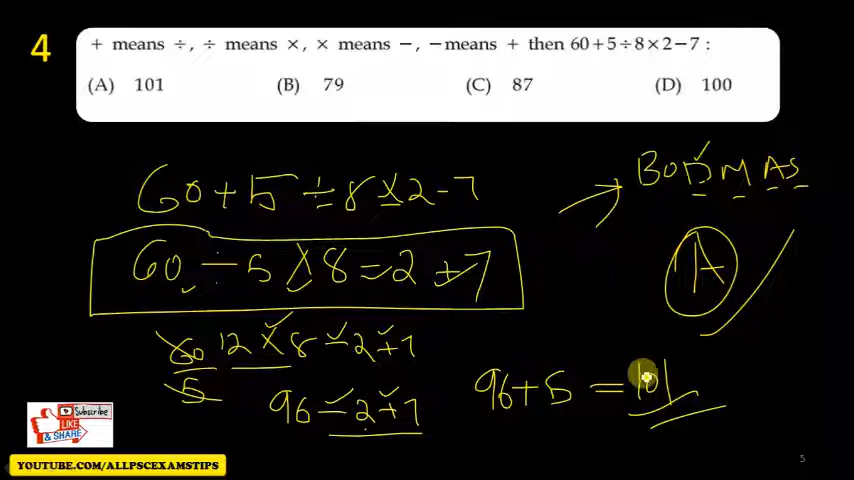 4
+ means ÷, ÷ means ×, × means −, − means + then 60+5÷8×2−7 :
(A) 101 (B) 79 (C) 87 (D) 100
60+5÷8×2-7
BODMAS
60÷5×8-2+7
A
60 12×8-2+7
5
96-2+7
96+5=101
Subscribe
LIKE
& SHARE
YOUTUBE.COM/ALLPSCEXAMSTIPS
5